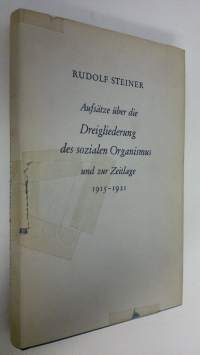 RUDOLF STEINER
Aufsätze über die
Dreigliederung
des sozialen Organismus
und zur Zeitlage
1915-1921